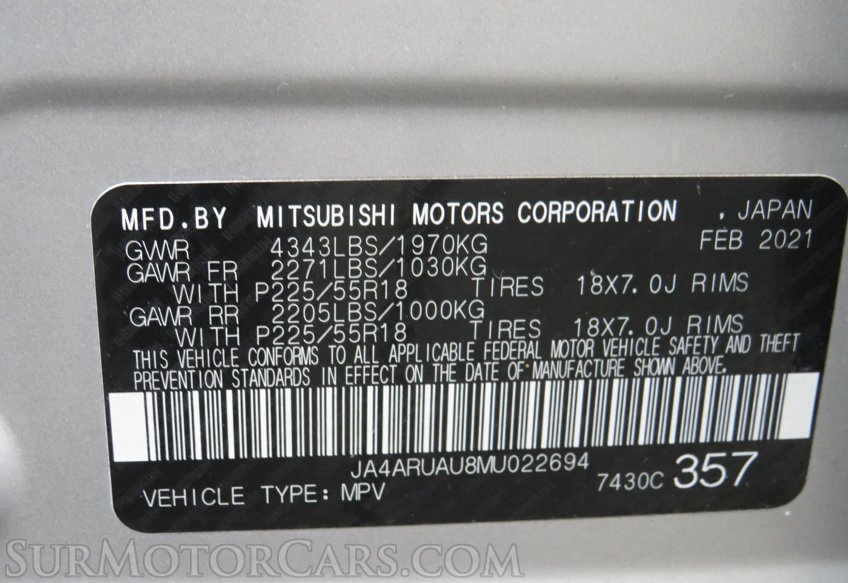 MFD.BY MITSUBISHI MOTORS CORPORATION , JAPAN
GWWR 4343LBS/1970KG FEB 2021
GAWR FR 2271LBS/1030KG
WITH P225/55R18 TIRES 18X7.0J RIMS
GAWR RR 2205LBS/1000KG
WITH P225/55R18 TIRES 18X7.0J RIMS
THIS VEHICLE CONFORMS TO ALL APPLICABLE FEDERAL MOTOR VEHICLE SAFETY AND THEFT
PREVENTION STANDARDS IN EFFECT ON THE DATE OF MANUFACTURE SHOWN ABOVE.
JA4ARUAU8MU022694
VEHICLE TYPE: MPV 7430C 357
SurMotorCars.com